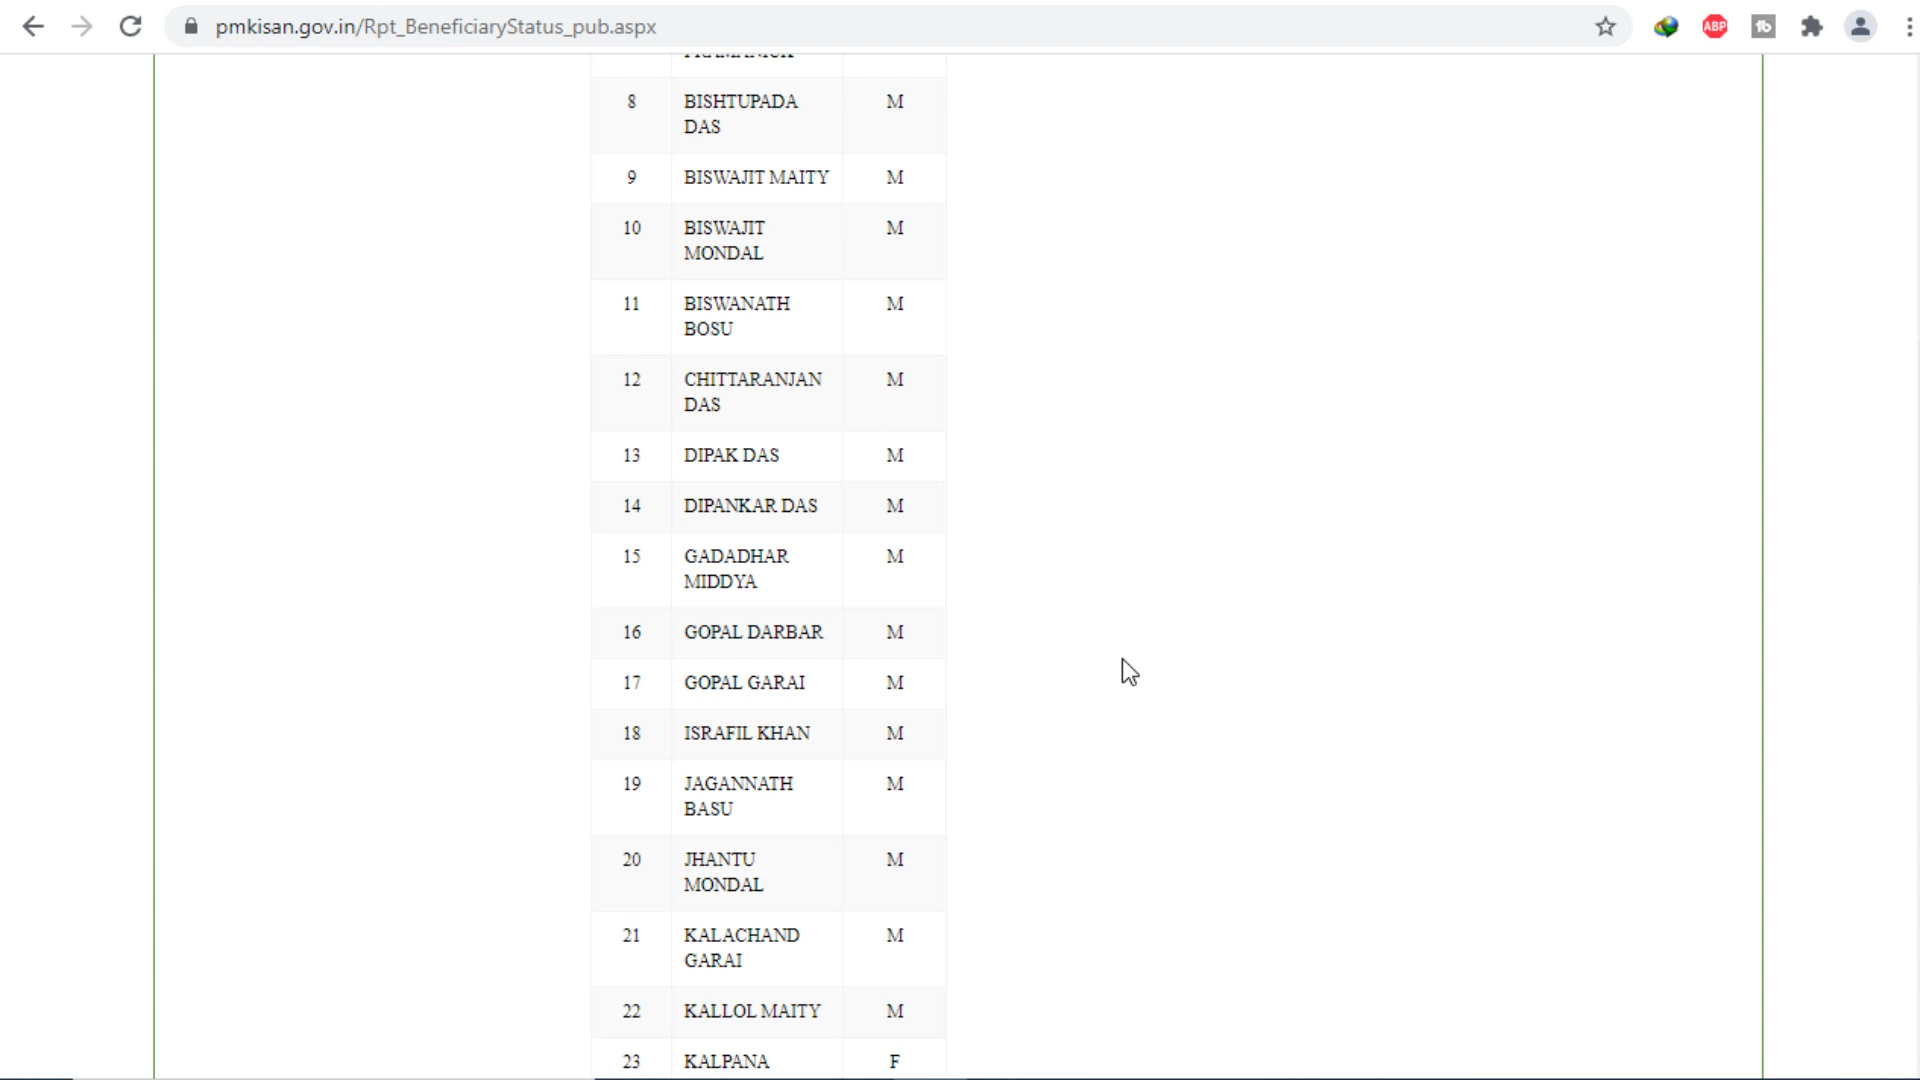 pmkisan.gov.in/Rpt_BeneficiaryStatus_pub.aspx
ABP
8 BISHTUPADA M
DAS
9 BISWAJIT MAITY M
10 BISWAJIT M
MONDAL
11 BISWANATH M
BOSU
12 CHITTARANJAN M
DAS
13 DIPAK DAS M
14 DIPANKAR DAS M
15 GADADHAR M
MIDDYA
16 GOPAL DARBAR M
17 GOPAL GARAI M
18 ISRAFIL KHAN M
19 JAGANNATH M
BASU
20 JHANTU M
MONDAL
21 KALACHAND M
GARAI
22 KALLOL MAITY M
23 KALPANA F